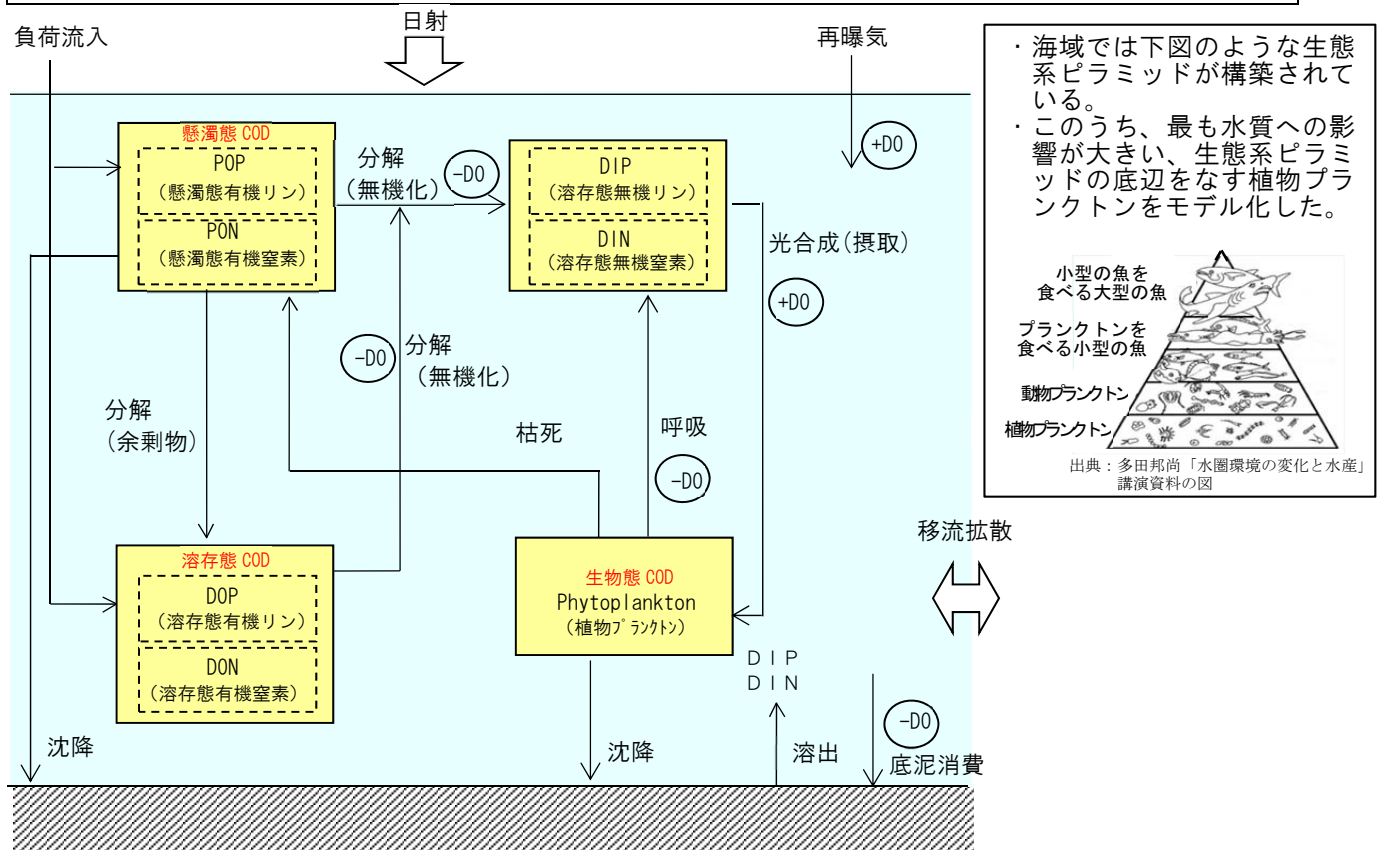 日射
負荷流入
再曝気
懸濁態 COD
POP
(懸濁態有機リン)
PON
(懸濁態有機窒素)
分解
(無機化)
-DO
DIP
(溶存態無機リン)
DIN
(溶存態無機窒素)
+DO
光合成(摂取)
+DO
-DO
分解
(無機化)
分解
(余剰物)
枯死
呼吸
-DO
溶存態 COD
DOP
(溶存態有機リン)
DON
(溶存態有機窒素)
生物態 COD
Phytoplankton
(植物プランクトン)
移流拡散
DIP
DIN
沈降
沈降
溶出
-DO
底泥消費
・海域では下図のような生態
系ピラミッドが構築されて
いる。
・このうち、最も水質への影
響が大きい、生態系ピラミ
ッドの底辺をなす植物プラ
ンクトンをモデル化した。
小型の魚を
食べる大型の魚
プランクトンを
食べる小型の魚
動物プランクトン
植物プランクトン
出典：多田邦尚「水圏環境の変化と水産」
講演資料の図